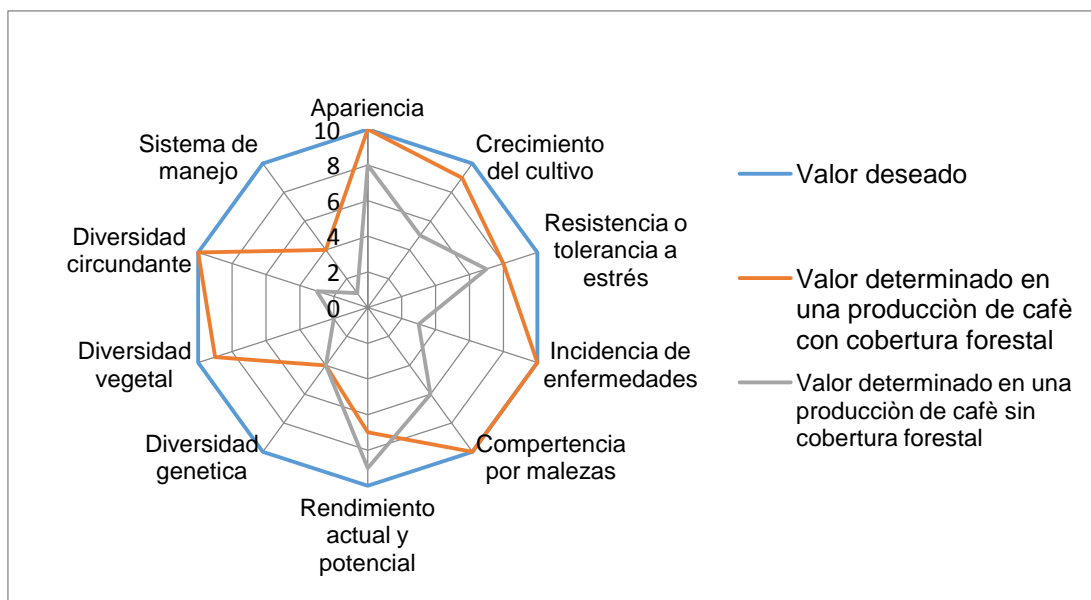 Apariencia
10
8
6
4
2
0
Crecimiento
del cultivo
Resistencia o
tolerancia a
estrés
Incidencia de
enfermedades
Compertencia
por malezas
Rendimiento
actual y
potencial
Diversidad
genetica
Diversidad
vegetal
Diversidad
circundante
Sistema de
manejo
Valor deseado
Valor determinado en
una producciòn de cafè
con cobertura forestal
Valor determinado en una
producciòn de cafè sin
cobertura forestal